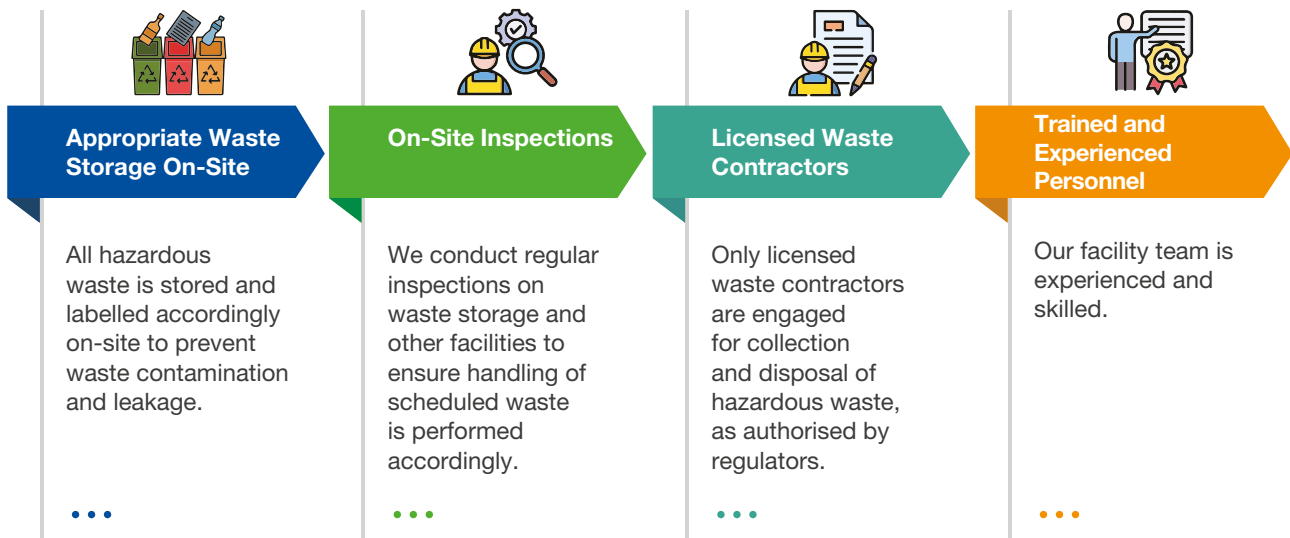 Appropriate Waste
Storage On-Site
All hazardous
waste is stored and
labelled accordingly
on-site to prevent
waste contamination
and leakage.
On-Site Inspections
We conduct regular
inspections on
waste storage and
other facilities to
ensure handling of
scheduled waste
is performed
accordingly.
Licensed Waste
Contractors
Only licensed
waste contractors
are engaged
for collection
and disposal of
hazardous waste,
as authorised by
regulators.
Trained and
Experienced
Personnel
Our facility team is
experienced and
skilled.